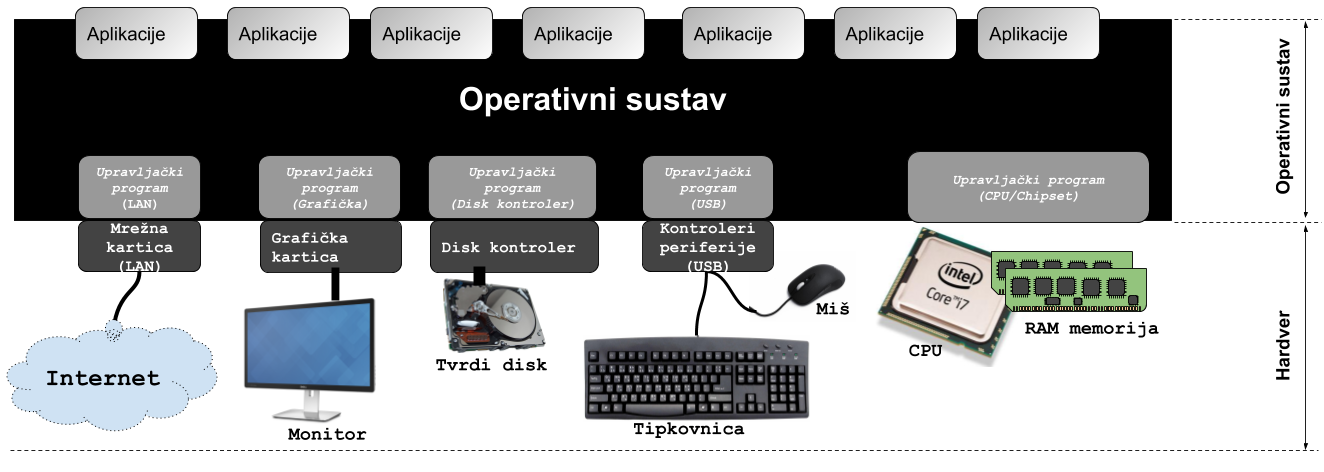 Aplikacije
Aplikacije
Aplikacije
Aplikacije
Aplikacije
Aplikacije
Aplikacije
Operativni sustav
Operativni sustav
Upravljački
program
(LAN)
Upravljački
program
(Grafička)
Upravljački
program
(Disk kontroler)
Upravljački
program
(USB)
Upravljački program
(CPU/Chipset)
Mrežna
kartica
(LAN)
Grafička
kartica
Disk kontroler
Kontroleri
periferije
(USB)
Internet
Monitor
Tvrdi disk
Tipkovnica
Miš
intel
Core™i7
CPU
RAM memorija
Hardver